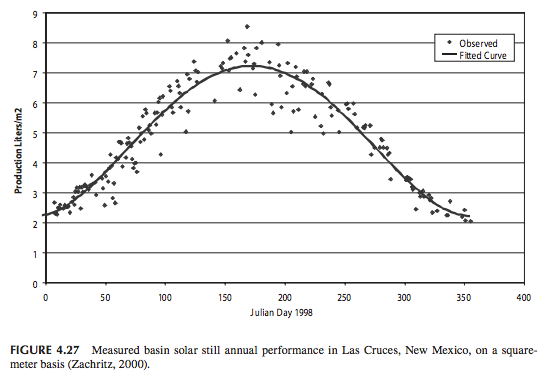 9
8
7
6
5
4
3
2
1
0
Production Liters/m2
Observed
Fitted Curve
0 50 100 150 200 250 300 350 400
Julian Day 1998
FIGURE 4.27 Measured basin solar still annual performance in Las Cruces, New Mexico, on a square-
meter basis (Zachritz, 2000).